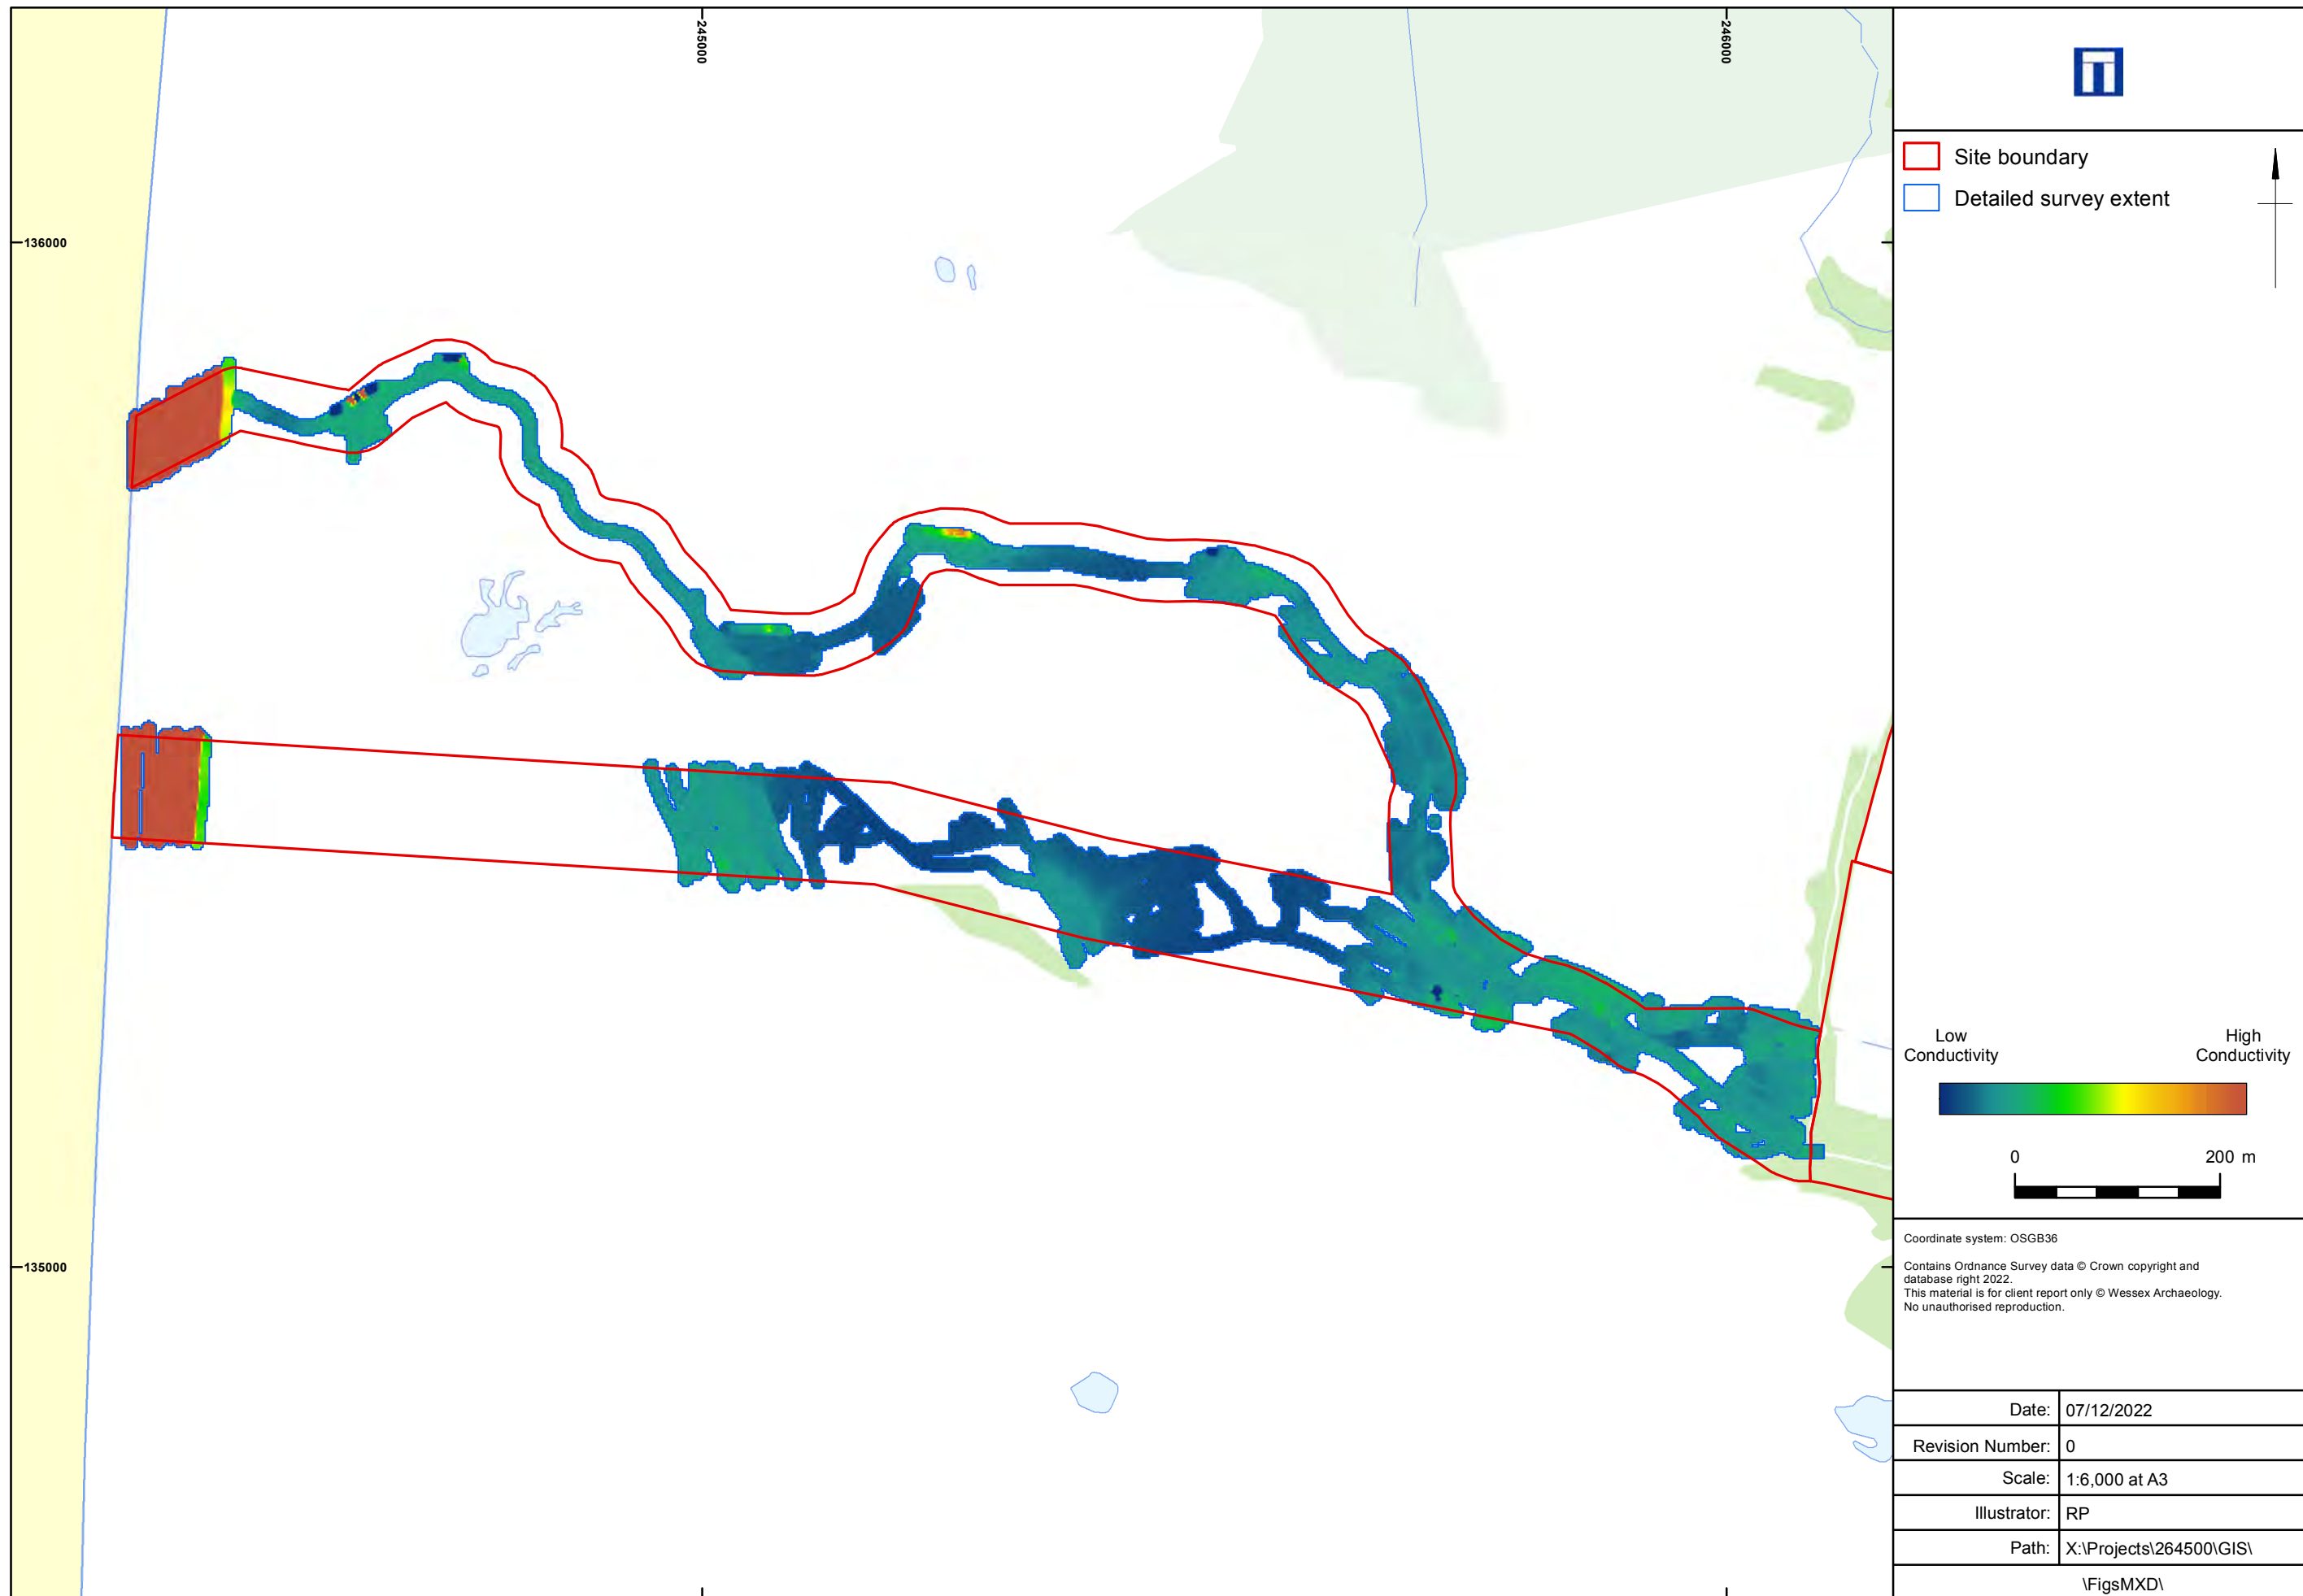 245000
246000
136000
135000
Site boundary
Detailed survey extent
Low
Conductivity
High
Conductivity
0
200 m
Coordinate system: OSGB36
Contains Ordnance Survey data © Crown copyright and
database right 2022.
This material is for client report only © Wessex Archaeology.
No unauthorised reproduction.
Date: 07/12/2022
Revision Number: 0
Scale: 1:6,000 at A3
Illustrator: RP
Path: X:\Projects\264500\GIS\
\FigsMXD\